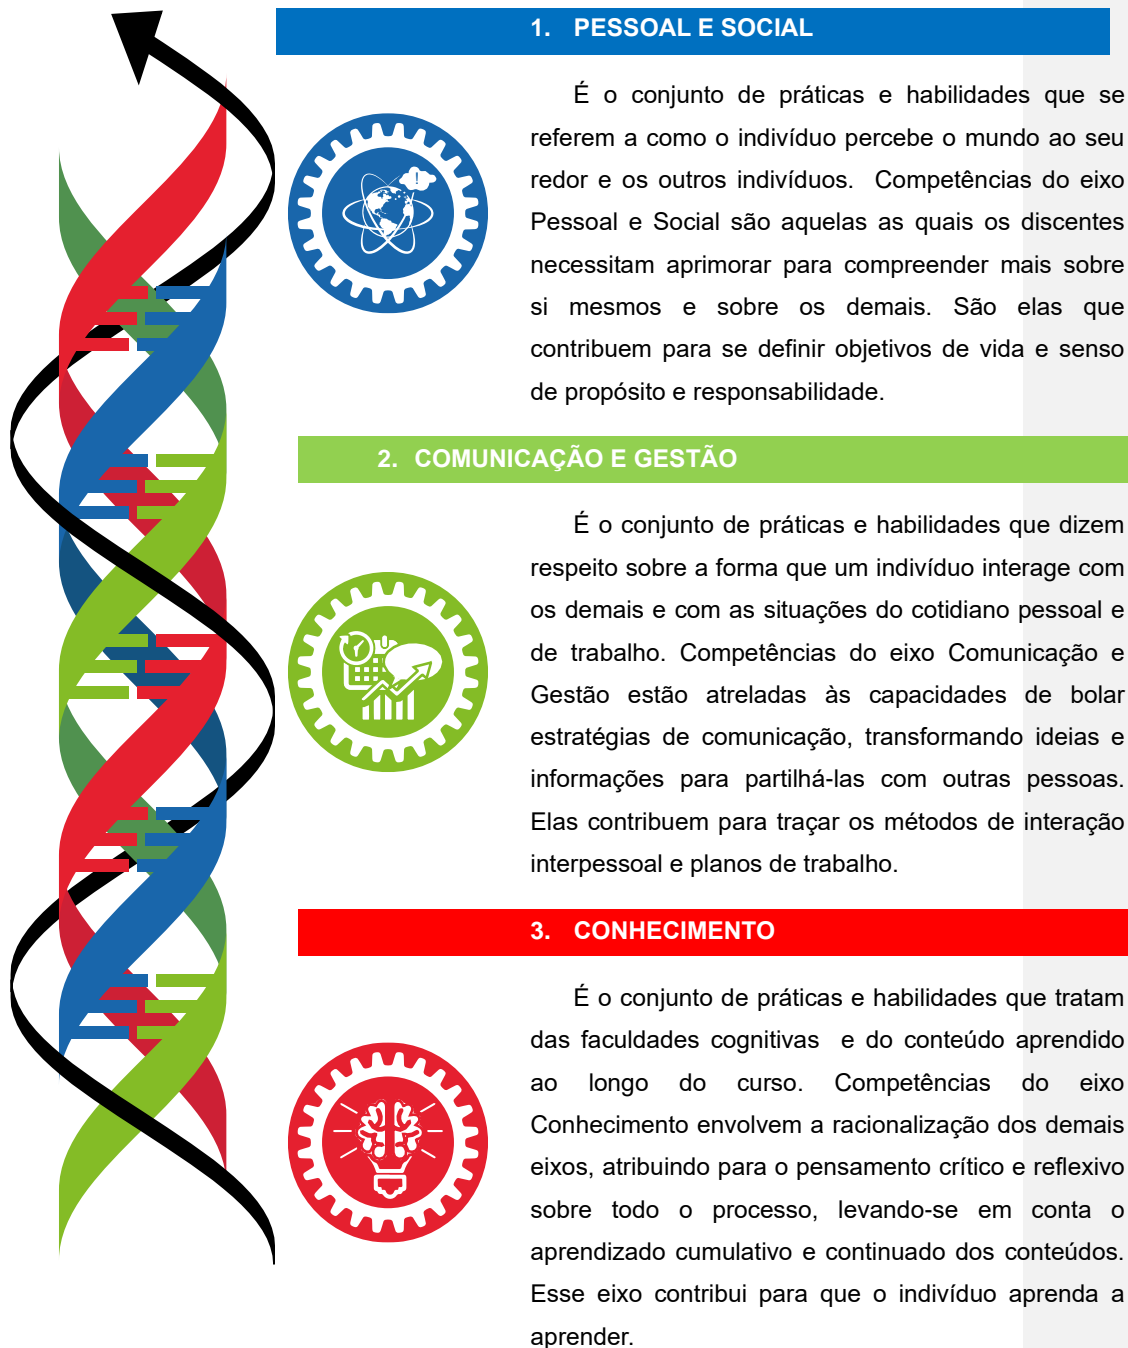 1. PESSOAL E SOCIAL
É o conjunto de práticas e habilidades que se
referem a como o indivíduo percebe o mundo ao seu
redor e os outros indivíduos. Competências do eixo
Pessoal e Social são aquelas as quais os discentes
necessitam aprimorar para compreender mais sobre
si mesmos e sobre os demais. São elas que
contribuem para se definir objetivos de vida e senso
de propósito e responsabilidade.
2. COMUNICAÇÃO E GESTÃO
É o conjunto de práticas e habilidades que dizem
respeito sobre a forma que um indivíduo interage com
os demais e com as situações do cotidiano pessoal e
de trabalho. Competências do eixo Comunicação e
Gestão estão atreladas às capacidades de bolar
estratégias de comunicação, transformando ideias e
informações para partilhá-las com outras pessoas.
Elas contribuem para traçar os métodos de interação
interpessoal e planos de trabalho.
3. CONHECIMENTO
É o conjunto de práticas e habilidades que tratam
das faculdades cognitivas e do conteúdo aprendido
ao longo do curso. Competências do eixo
Conhecimento envolvem a racionalização dos demais
eixos, atribuindo para o pensamento crítico e reflexivo
sobre todo o processo, levando-se em conta o
aprendizado cumulativo e continuado dos conteúdos.
Esse eixo contribui para que o indivíduo aprenda a
aprender.